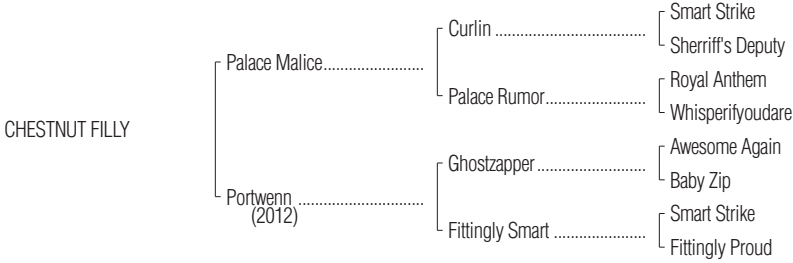 Smart Strike
Curlin ......................................
Sherriff's Deputy
Palace Malice.........................
Royal Anthem
Palace Rumor.........................
Whisperifyoudare
CHESTNUT FILLY
Awesome Again
Ghostzapper ...........................
Baby Zip
Portwenn ...............................
(2012)
Smart Strike
Fittingly Smart .......................
Fittingly Proud